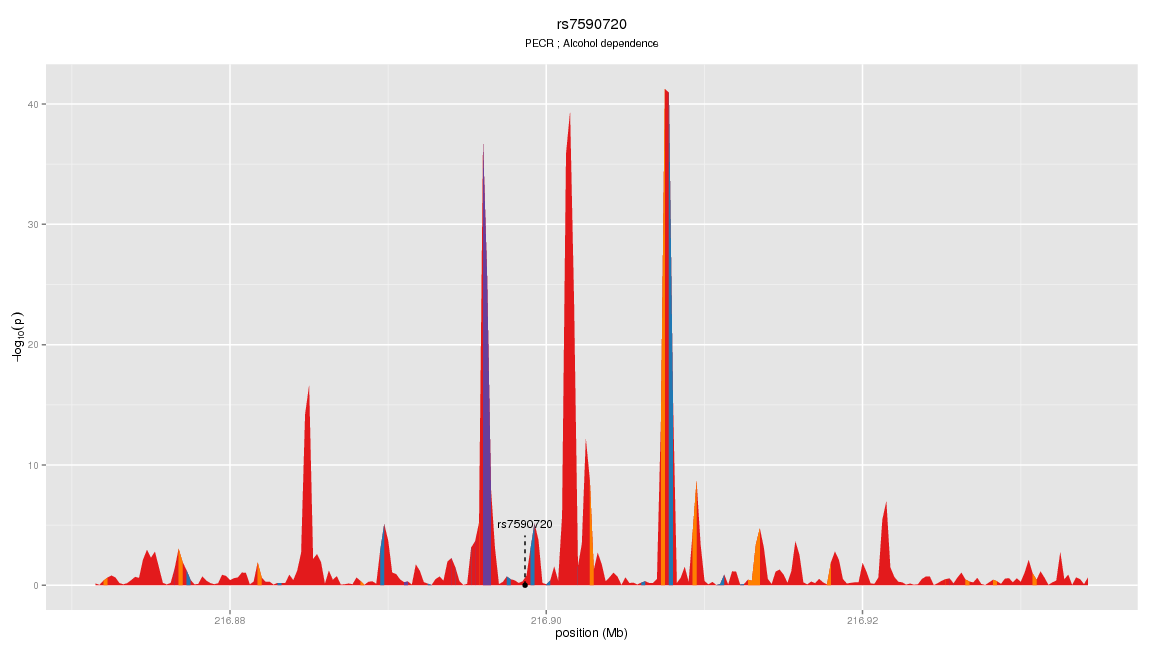 rs7590720
PECR ; Alcohol dependence
40
30
20
10
0
−log10(p)
rs7590720
216.88
216.90
216.92
position (Mb)